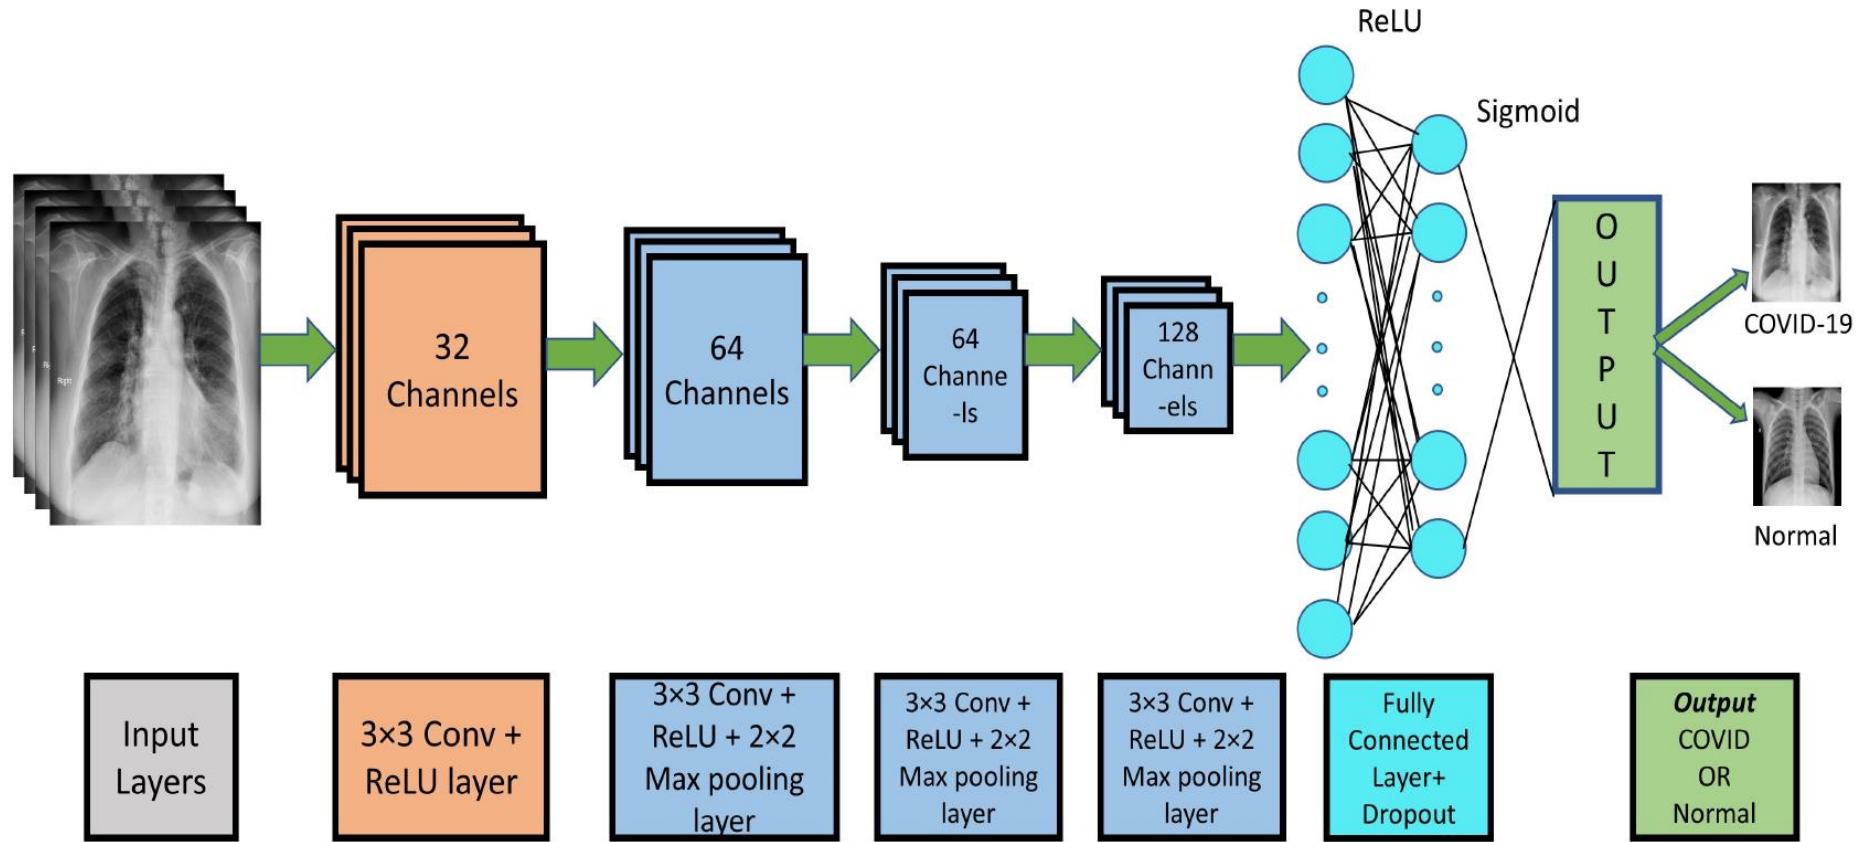 ReLU
Sigmoid
Right
32
Channels
64
Channels
64
Channe
-ls
128
Chann
-els
O
U
T
P
U
T
COVID-19
Normal
Input
Layers
3×3 Conv +
ReLU layer
3×3 Conv +
ReLU + 2×2
Max pooling
layer
3×3 Conv +
ReLU + 2×2
Max pooling
layer
3×3 Conv +
ReLU + 2×2
Max pooling
layer
Fully
Connected
Layer+
Dropout
Output
COVID
OR
Normal